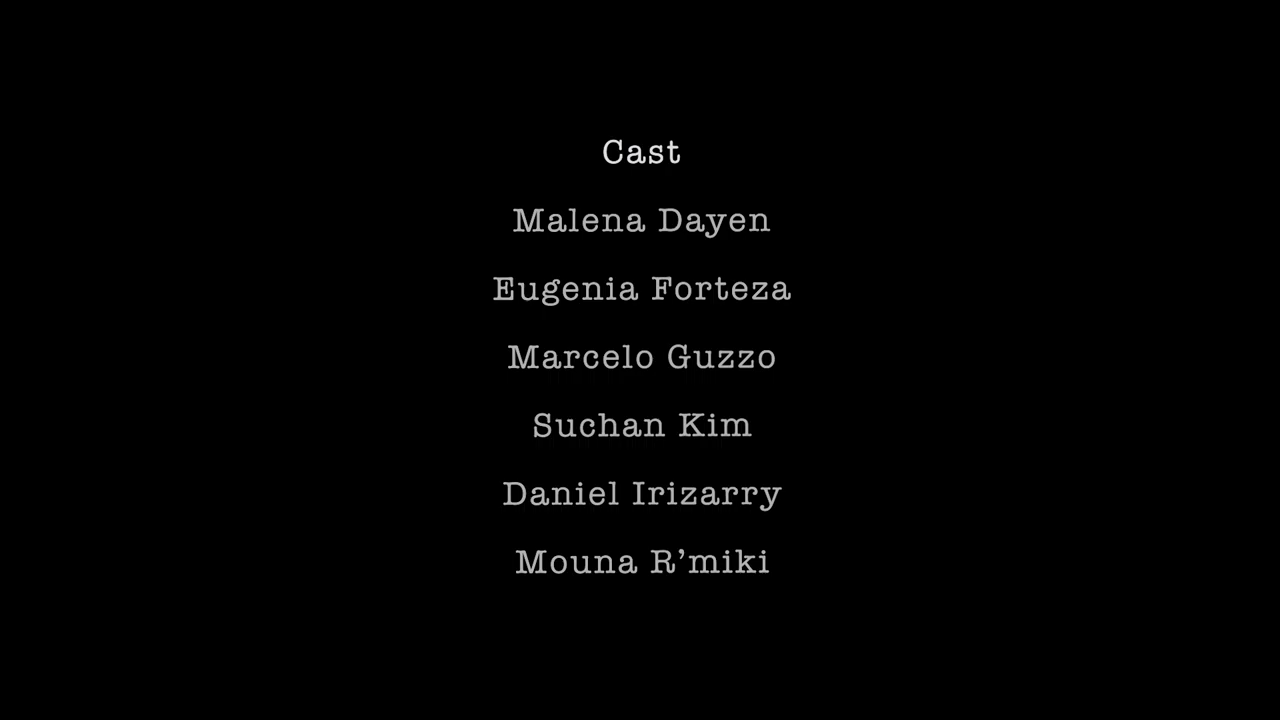 Cast
Malena Dayen
Eugenia Forteza
Marcelo Guzzo
Suchan Kim
Daniel Irizarry
Mouna R’miki